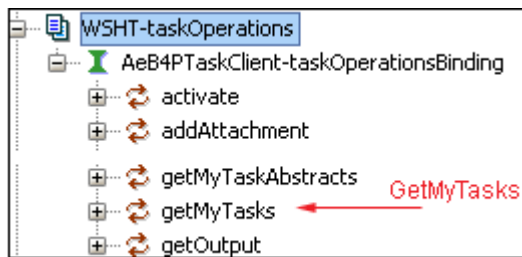 WSHT-taskOperations
AeB4PTaskClient-taskOperationsBinding
activate
addAttachment
getMyTaskAbstracts
getMyTasks GetMyTasks
getOutput